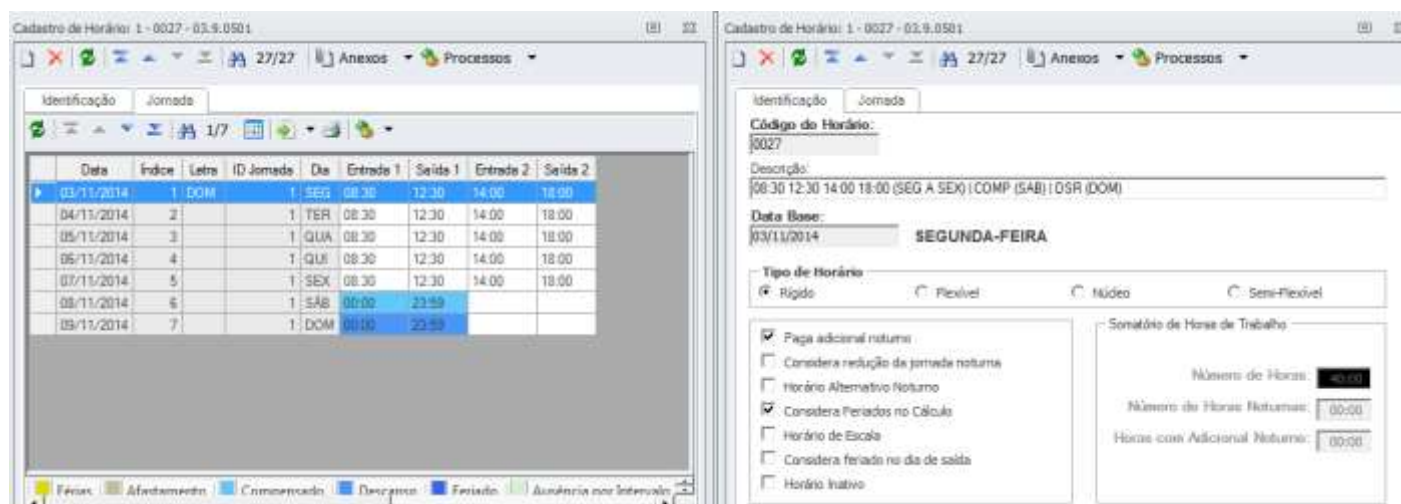 Cadastro de Horário: 1 - 0027 - 03.9.0501
27/27 Anexos Processos
Identificação Jornada
1/7
Data Índice Letra ID Jornada Dia Entrada 1 Saída 1 Entrada 2 Saída 2
03/11/2014 1 DOM 1 SEG 08:30 12:30 14:00 18:00
04/11/2014 2 1 TER 08:30 12:30 14:00 18:00
05/11/2014 3 1 QUA 08:30 12:30 14:00 18:00
06/11/2014 4 1 QUI 08:30 12:30 14:00 18:00
07/11/2014 5 1 SEX 08:30 12:30 14:00 18:00
08/11/2014 6 1 SÁB 00:00 23:59
09/11/2014 7 1 DOM 00:00 23:59
Férias Afastamento Compensado Descanso Feriado Ausência por Intervalo
Cadastro de Horário: 1 - 0027 - 03.9.0501
27/27 Anexos Processos
Identificação Jornada
Código do Horário:
0027
Descrição:
08:30 12:30 14:00 18:00 (SEG A SEX) | COMP (SAB) | DSR (DOM)
Data Base:
03/11/2014 SEGUNDA-FEIRA
Tipo de Horário
Rígido Flexível Núcleo Semi-Flexível
Paga adicional noturno
Considera redução da jornada noturna
Horário Alternativo Noturno
Considera Feriados no Cálculo
Horário de Escala
Considera feriado no dia de saída
Horário Inativo
Somatório de Horas de Trabalho
Número de Horas: 40:00
Número de Horas Noturnas: 00:00
Horas com Adicional Noturno: 00:00